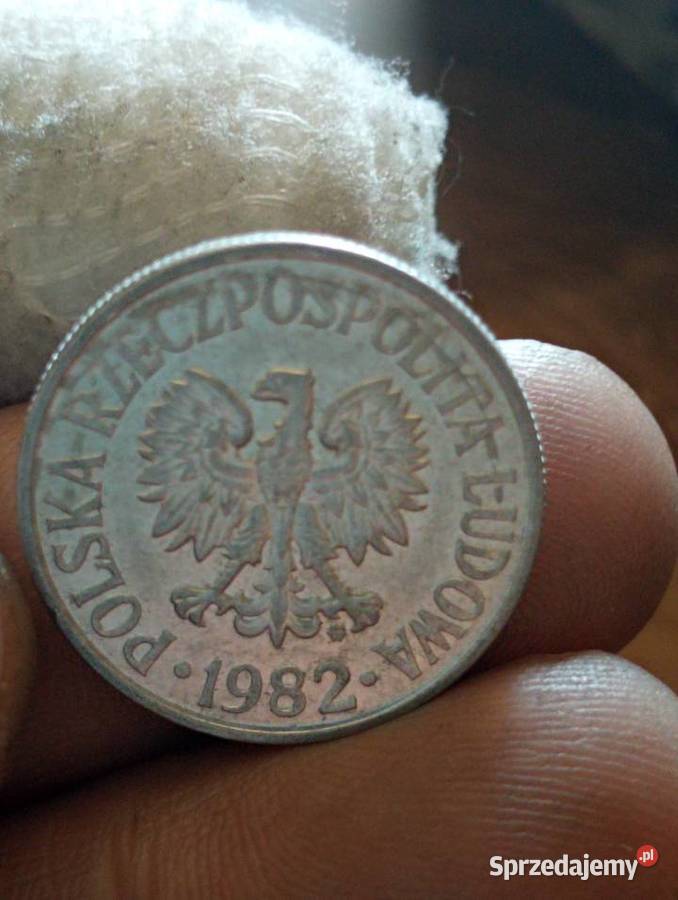 POLSKA RZECZPOSPOLITA LUDOWA
· 1982 ·
Sprzedajemy.pl